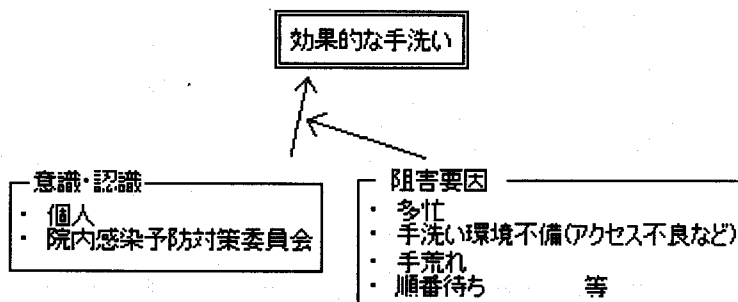 効果的な手洗い
意識・認識
・ 個人
・ 院内感染予防対策委員会
阻害要因
・ 多忙
・ 手洗い環境不備(アクセス不良など)
・ 手荒れ
・ 順番待ち 等